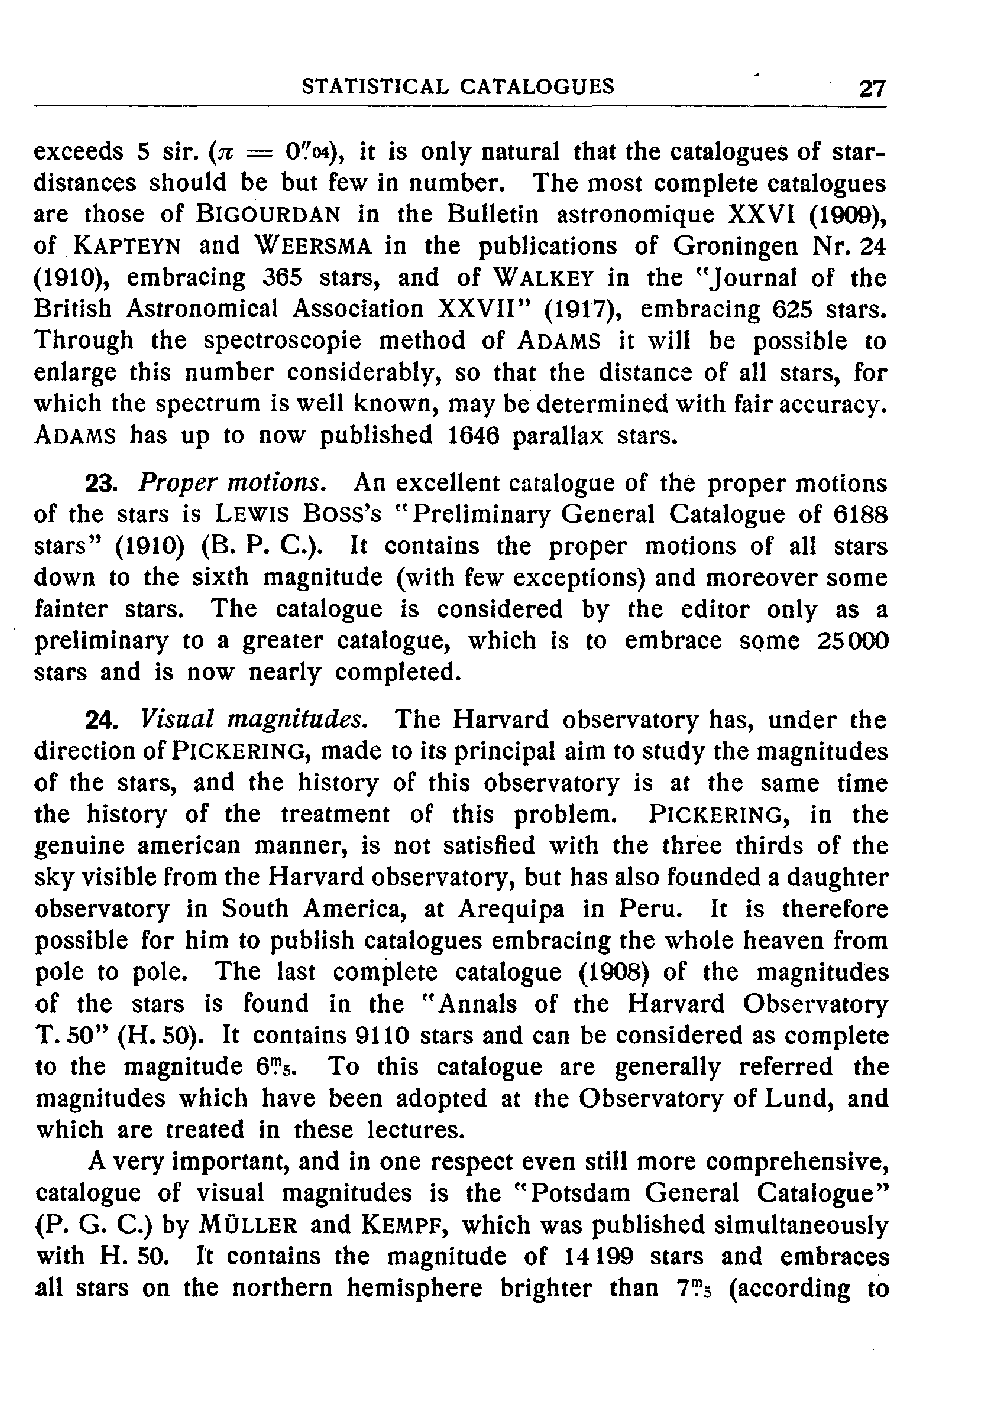 STATISTICAL CATALOGUES 27
exceeds 5 sir. (π = 0″.04), it is only natural that the catalogues of star-
distances should be but few in number. The most complete catalogues
are those of BIGOURDAN in the Bulletin astronomique XXVI (1909),
of KAPTEYN and WEERSMA in the publications of Groningen Nr. 24
(1910), embracing 365 stars, and of WALKEY in the "Journal of the
British Astronomical Association XXVII" (1917), embracing 625 stars.
Through the spectroscopie method of ADAMS it will be possible to
enlarge this number considerably, so that the distance of all stars, for
which the spectrum is well known, may be determined with fair accuracy.
ADAMS has up to now published 1646 parallax stars.
23. Proper motions. An excellent catalogue of the proper motions
of the stars is LEWIS BOSS's "Preliminary General Catalogue of 6188
stars" (1910) (B. P. C.). It contains the proper motions of all stars
down to the sixth magnitude (with few exceptions) and moreover some
fainter stars. The catalogue is considered by the editor only as a
preliminary to a greater catalogue, which is to embrace some 25 000
stars and is now nearly completed.
24. Visual magnitudes. The Harvard observatory has, under the
direction of PICKERING, made to its principal aim to study the magnitudes
of the stars, and the history of this observatory is at the same time
the history of the treatment of this problem. PICKERING, in the
genuine american manner, is not satisfied with the three thirds of the
sky visible from the Harvard observatory, but has also founded a daughter
observatory in South America, at Arequipa in Peru. It is therefore
possible for him to publish catalogues embracing the whole heaven from
pole to pole. The last complete catalogue (1908) of the magnitudes
of the stars is found in the "Annals of the Harvard Observatory
T. 50" (H. 50). It contains 9110 stars and can be considered as complete
to the magnitude 6ᵐ.5. To this catalogue are generally referred the
magnitudes which have been adopted at the Observatory of Lund, and
which are treated in these lectures.
A very important, and in one respect even still more comprehensive,
catalogue of visual magnitudes is the "Potsdam General Catalogue"
(P. G. C.) by MÜLLER and KEMPF, which was published simultaneously
with H. 50. It contains the magnitude of 14 199 stars and embraces
all stars on the northern hemisphere brighter than 7ᵐ.5 (according to